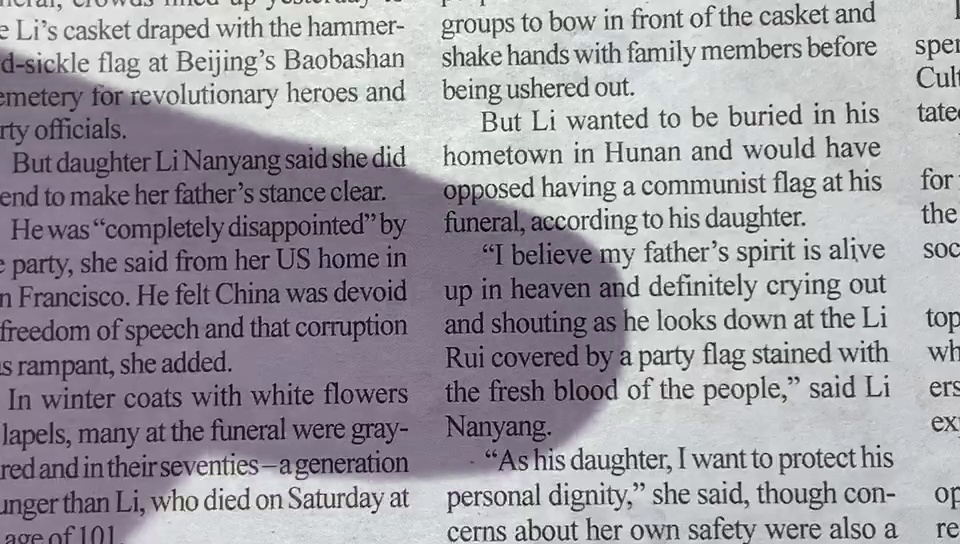 Li's casket draped with the hammer-
d-sickle flag at Beijing's Baobashan
emetery for revolutionary heroes and
rty officials.
But daughter Li Nanyang said she did
end to make her father's stance clear.
He was “completely disappointed” by
e party, she said from her US home in
n Francisco. He felt China was devoid
freedom of speech and that corruption
s rampant, she added.
In winter coats with white flowers
lapels, many at the funeral were gray-
red and in their seventies – a generation
unger than Li, who died on Saturday at
age of 101.
groups to bow in front of the casket and
shake hands with family members before
being ushered out.
But Li wanted to be buried in his
hometown in Hunan and would have
opposed having a communist flag at his
funeral, according to his daughter.
“I believe my father's spirit is alive
up in heaven and definitely crying out
and shouting as he looks down at the Li
Rui covered by a party flag stained with
the fresh blood of the people,” said Li
Nanyang.
“As his daughter, I want to protect his
personal dignity,” she said, though con-
cerns about her own safety were also a
sper
Cult
tated
for
the
soc
top
wh
ers
ex
op
re